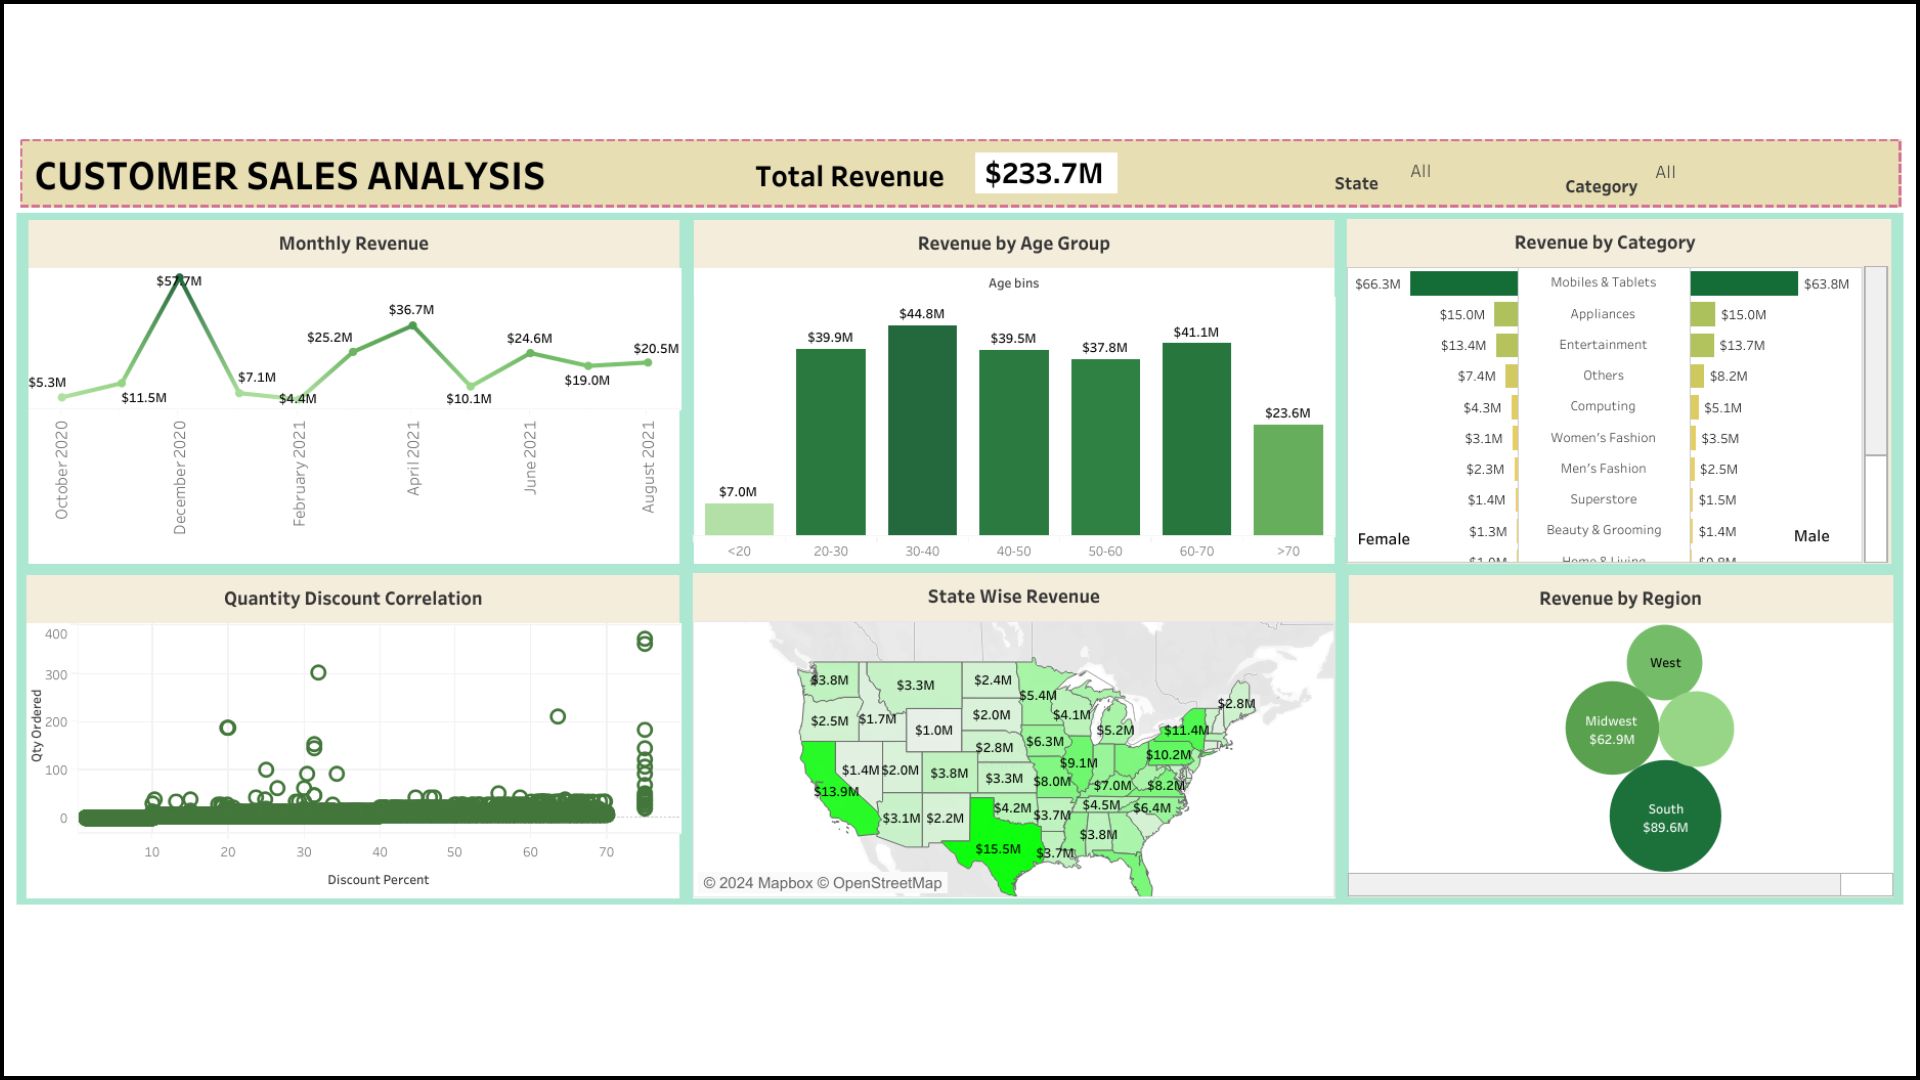 CUSTOMER SALES ANALYSIS
Total Revenue
$233.7M
State
All
Category
All
Monthly Revenue
$57.7M
$36.7M
$25.2M
$24.6M
$20.5M
$5.3M
$7.1M
$19.0M
$11.5M
$4.4M
$10.1M
October 2020
December 2020
February 2021
April 2021
June 2021
August 2021
Revenue by Age Group
Age bins
$7.0M
$39.9M
$44.8M
$39.5M
$37.8M
$41.1M
$23.6M
<20
20-30
30-40
40-50
50-60
60-70
>70
Revenue by Category
$66.3M Mobiles & Tablets $63.8M
$15.0M Appliances $15.0M
$13.4M Entertainment $13.7M
$7.4M Others $8.2M
$4.3M Computing $5.1M
$3.1M Women's Fashion $3.5M
$2.3M Men's Fashion $2.5M
$1.4M Superstore $1.5M
$1.3M Beauty & Grooming $1.4M
Female
Male
Home & Living
Quantity Discount Correlation
Qty Ordered
400
300
200
100
0
10
20
30
40
50
60
70
Discount Percent
State Wise Revenue
$3.8M
$3.3M
$2.4M
$5.4M
$2.8M
$2.5M
$1.7M
$1.0M
$2.0M
$4.1M
$5.2M
$11.4M
$6.3M
$2.8M
$10.2M
$1.4M
$2.0M
$3.8M
$3.3M
$9.1M
$8.0M
$7.0M
$8.2M
$13.9M
$3.1M
$2.2M
$4.2M
$3.7M
$4.5M
$6.4M
$3.8M
$15.5M
$3.7M
© 2024 Mapbox © OpenStreetMap
Revenue by Region
West
Midwest
$62.9M
South
$89.6M